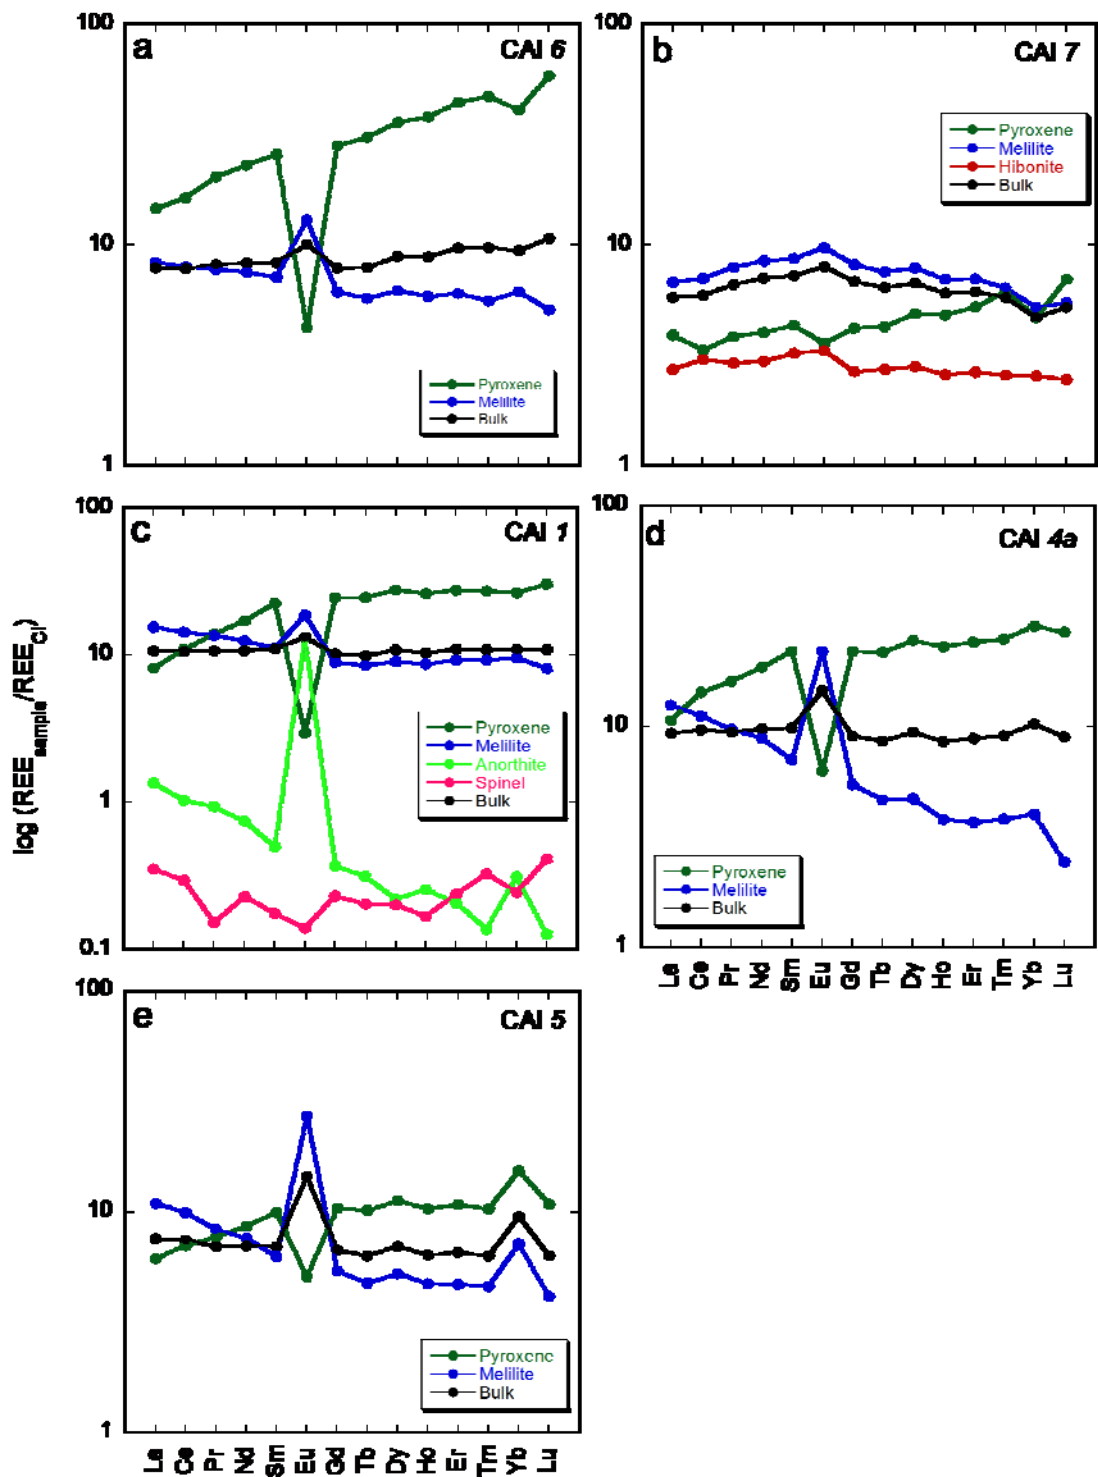 100
a
CAI 6
10
Pyroxene
Melilite
Bulk
1
100
b
CAI 7
Pyroxene
Melilite
Hibonite
Bulk
10
1
log (REEsample/REECI)
100
c
CAI 1
10
Pyroxene
Melilite
Anorthite
Spinel
Bulk
1
0.1
100
d
CAI 4a
10
Pyroxene
Melilite
Bulk
1
La Ce Pr Nd Sm Eu Gd Tb Dy Ho Er Tm Yb Lu
100
e
CAI 5
10
Pyroxene
Melilite
Bulk
1
La Ce Pr Nd Sm Eu Gd Tb Dy Ho Er Tm Yb Lu